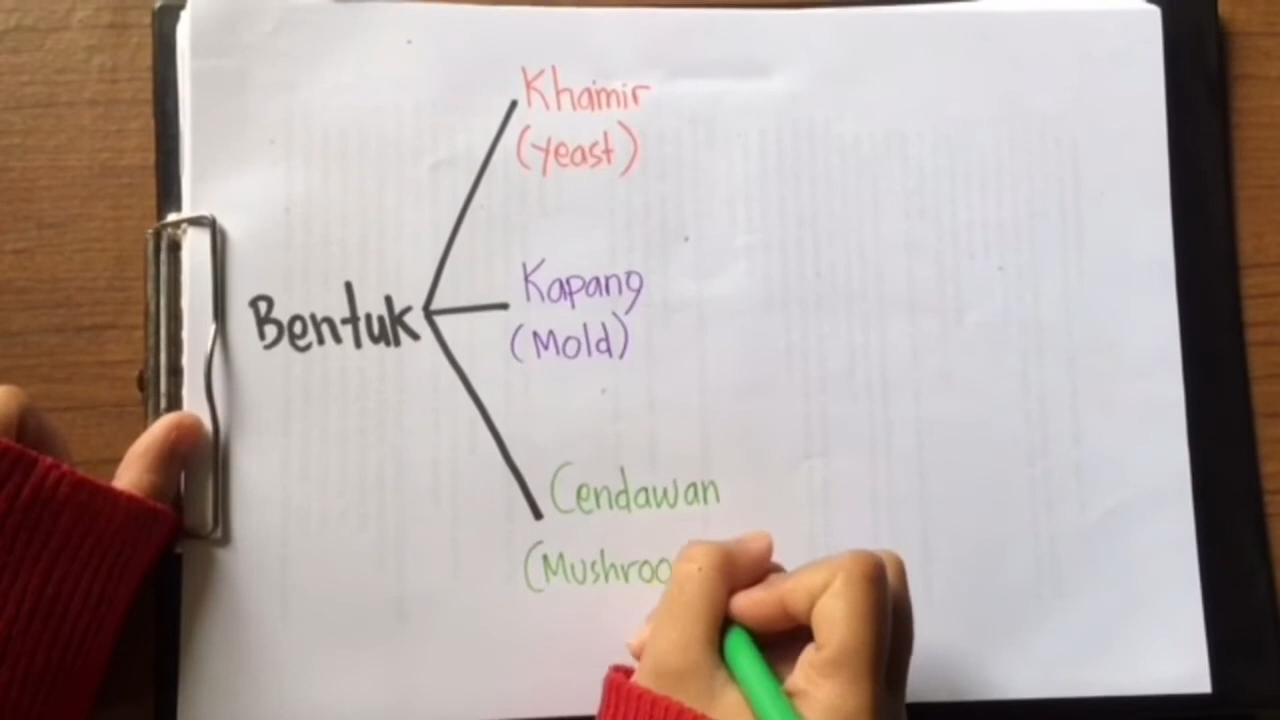 Khamir
(yeast)
Bentuk
Kapang
(Mold)
Cendawan
(Mushroo